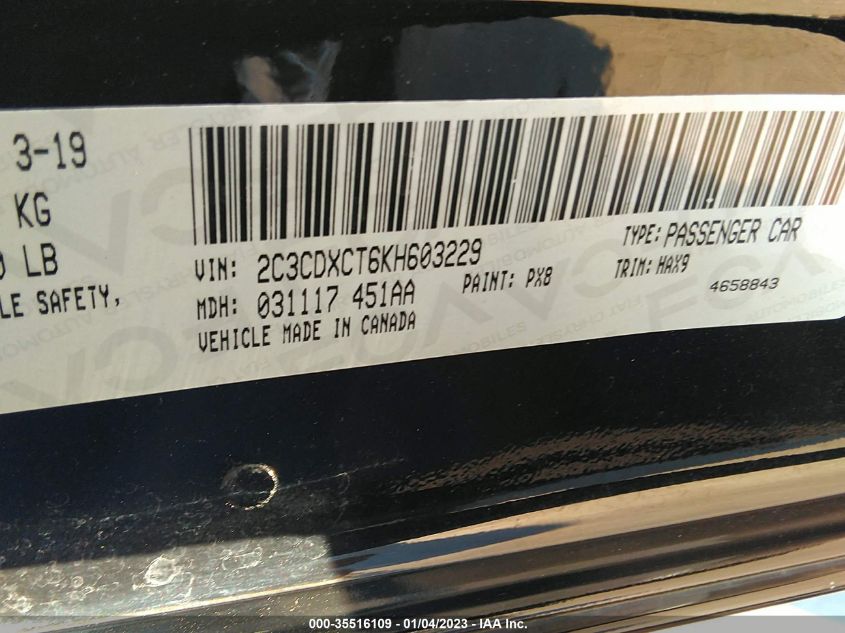 3-19
KG
LB
LE SAFETY,
VIN: 2C3CDXCT6KH603229
TYPE: PASSENGER CAR
MDH: 031117 451AA
PAINT: PX8
TRIM: HAX9
4658843
VEHICLE MADE IN CANADA
000-35516109 - 01/04/2023 - IAA Inc.